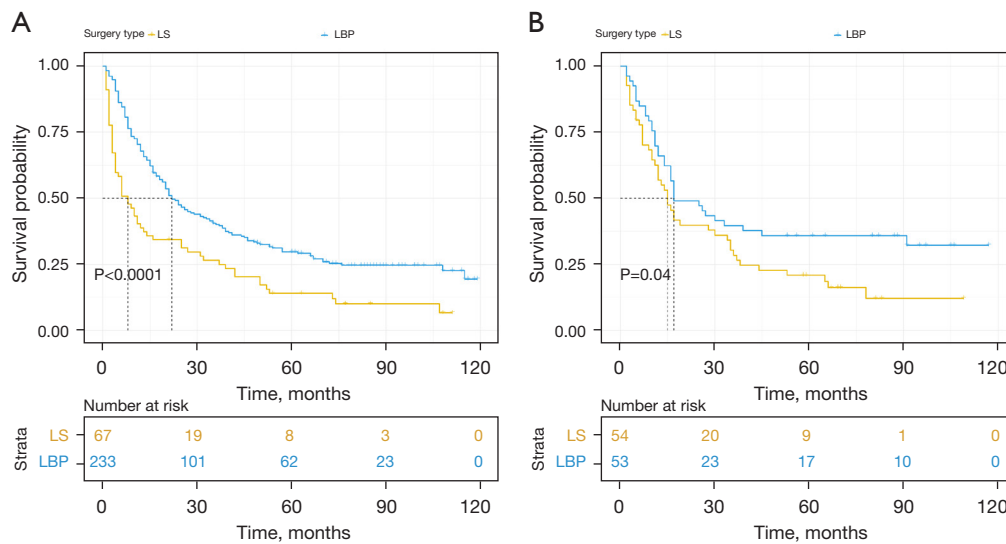 A
Surgery type LS LBP
1.00
0.75
0.50
0.25
0.00
Survival probability
P<0.0001
0 30 60 90 120
Time, months
Number at risk
Strata
LS 67 19 8 3 0
LBP 233 101 62 23 0
0 30 60 90 120
Time, months
B
Surgery type LS LBP
1.00
0.75
0.50
0.25
0.00
Survival probability
P=0.04
0 30 60 90 120
Time, months
Number at risk
Strata
LS 54 20 9 1 0
LBP 53 23 17 10 0
0 30 60 90 120
Time, months